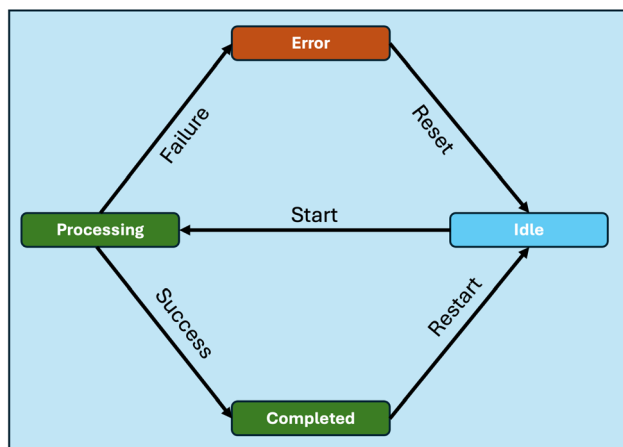 Error
Failure
Reset
Start
Processing
Idle
Success
Restart
Completed